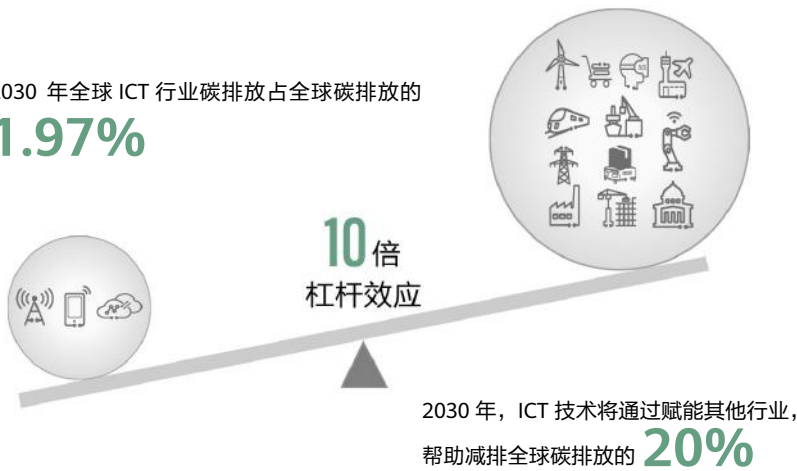 2030 年全球 ICT 行业碳排放占全球碳排放的
1.97%
10倍
杠杆效应
2030 年，ICT 技术将通过赋能其他行业，
帮助减排全球碳排放的 20%